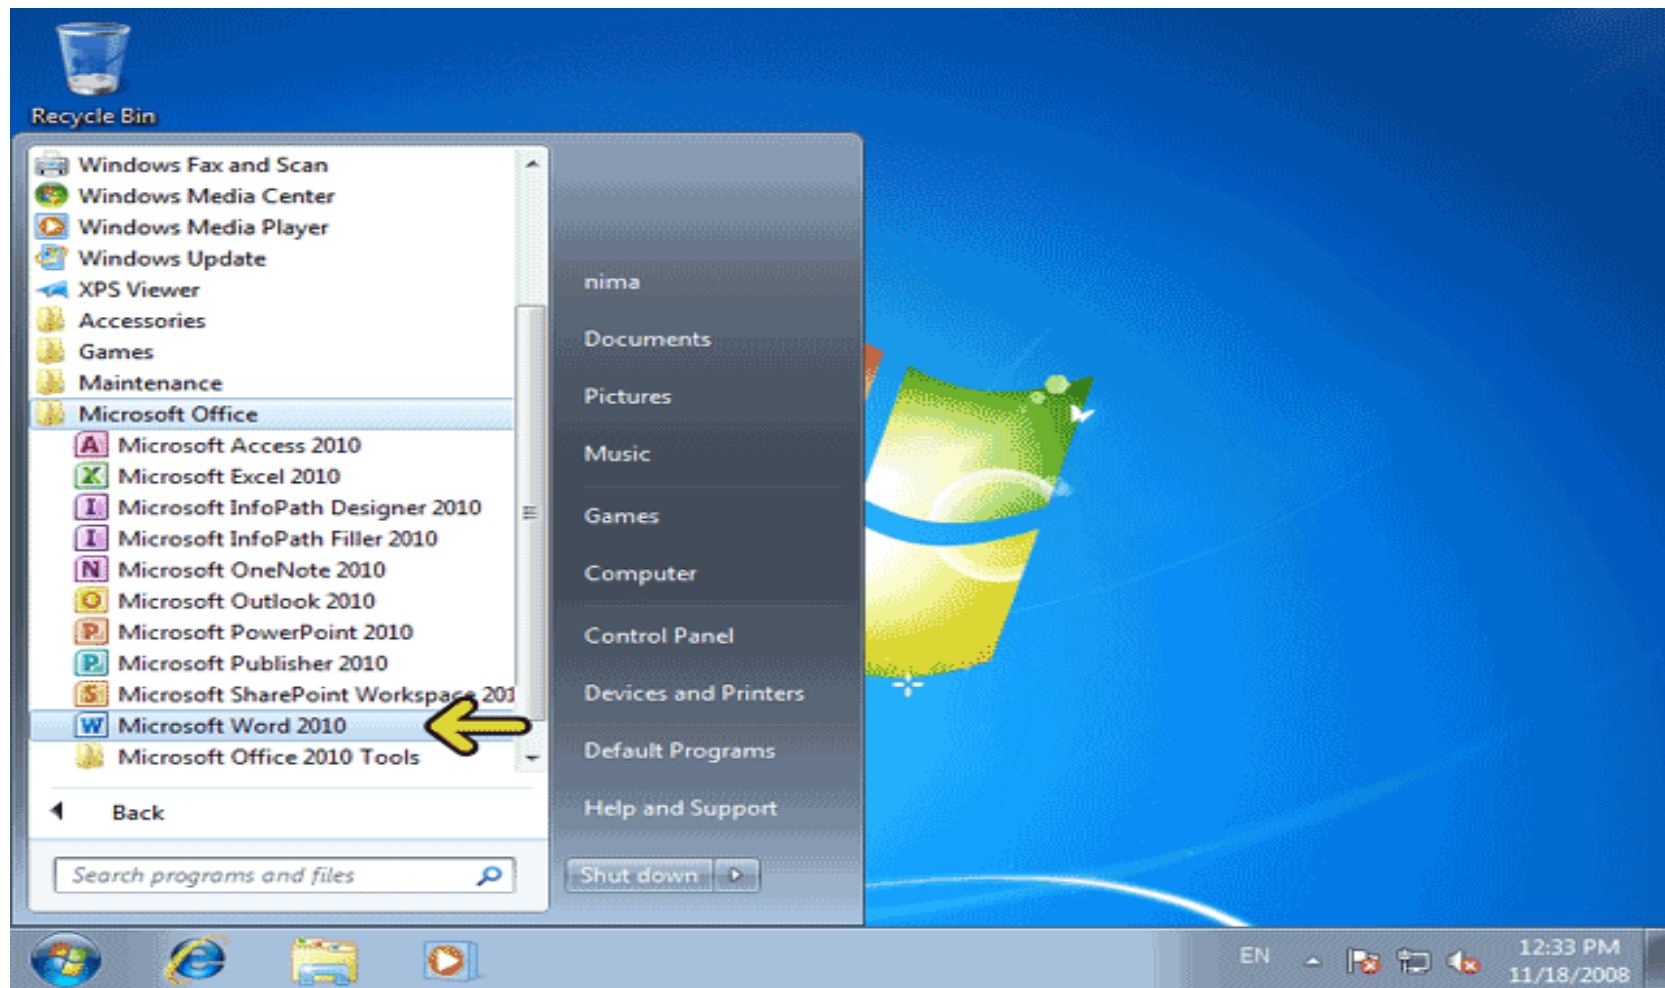 Recycle Bin
Windows Fax and Scan
Windows Media Center
Windows Media Player
Windows Update
XPS Viewer
Accessories
Games
Maintenance
Microsoft Office
Microsoft Access 2010
Microsoft Excel 2010
Microsoft InfoPath Designer 2010
Microsoft InfoPath Filler 2010
Microsoft OneNote 2010
Microsoft Outlook 2010
Microsoft PowerPoint 2010
Microsoft Publisher 2010
Microsoft SharePoint Workspace 201
Microsoft Word 2010
Microsoft Office 2010 Tools
Back
Search programs and files
nima
Documents
Pictures
Music
Games
Computer
Control Panel
Devices and Printers
Default Programs
Help and Support
Shut down
EN
12:33 PM
11/18/2008